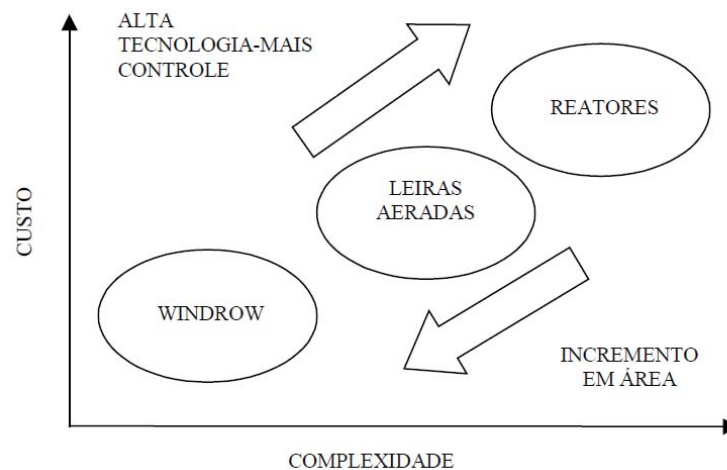 ALTA
TECNOLOGIA-MAIS
CONTROLE
REATORES
LEIRAS
AERADAS
CUSTO
WINDROW
INCREMENTO
EM ÁREA
COMPLEXIDADE